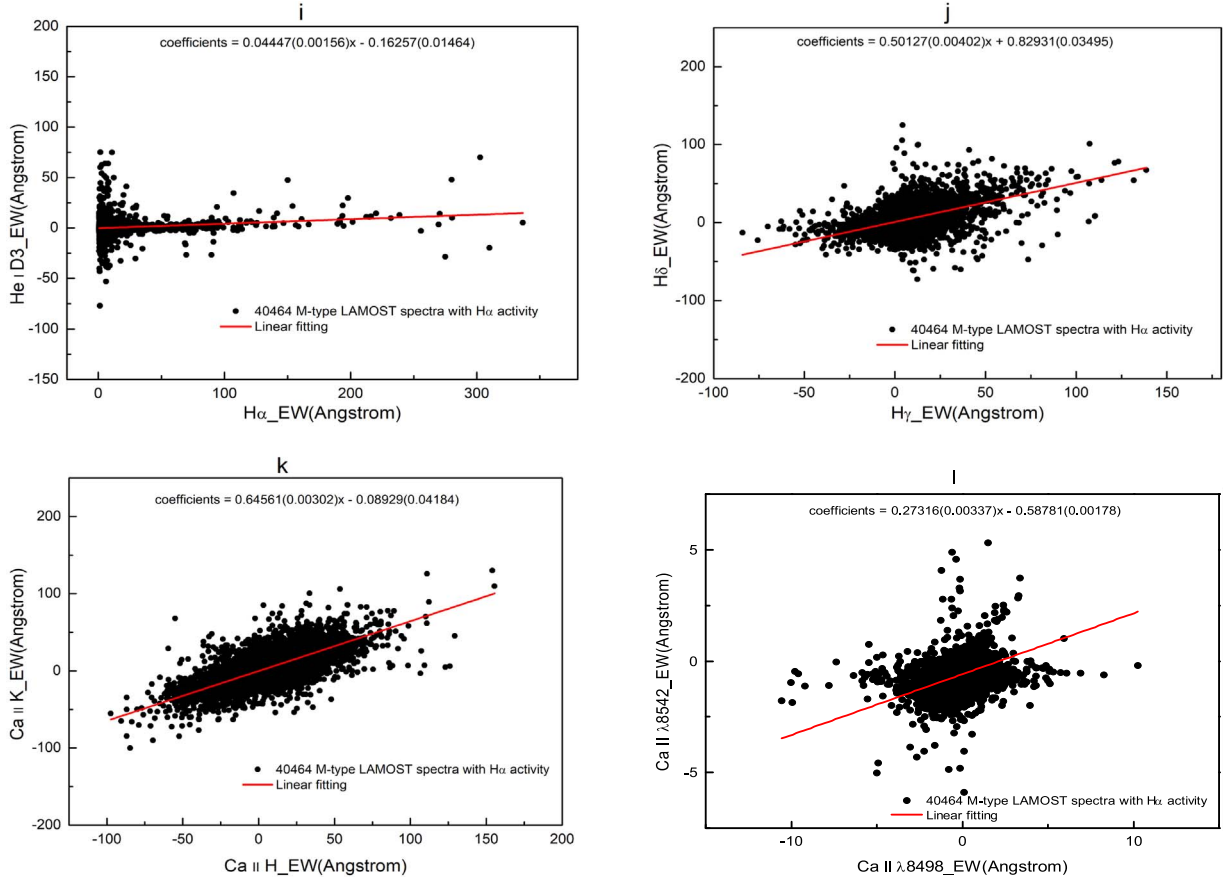 i
coefficients = 0.04447(0.00156)x - 0.16257(0.01464)
200
150
100
50
0
-50
-100
-150
He I D3_EW(Angstrom)
40464 M-type LAMOST spectra with Hα activity
Linear fitting
0
100
200
300
Hα_EW(Angstrom)
j
coefficients = 0.50127(0.00402)x + 0.82931(0.03495)
200
100
0
-100
-200
Hδ_EW(Angstrom)
40464 M-type LAMOST spectra with Hα activity
Linear fitting
-100
-50
0
50
100
150
Hγ_EW(Angstrom)
k
coefficients = 0.64561(0.00302)x - 0.08929(0.04184)
200
100
0
-100
-200
Ca II K_EW(Angstrom)
40464 M-type LAMOST spectra with Hα activity
Linear fitting
-100
-50
0
50
100
150
200
Ca II H_EW(Angstrom)
l
coefficients = 0.27316(0.00337)x - 0.58781(0.00178)
5
0
-5
Ca II λ8542_EW(Angstrom)
40464 M-type LAMOST spectra with Hα activity
Linear fitting
-10
0
10
Ca II λ8498_EW(Angstrom)